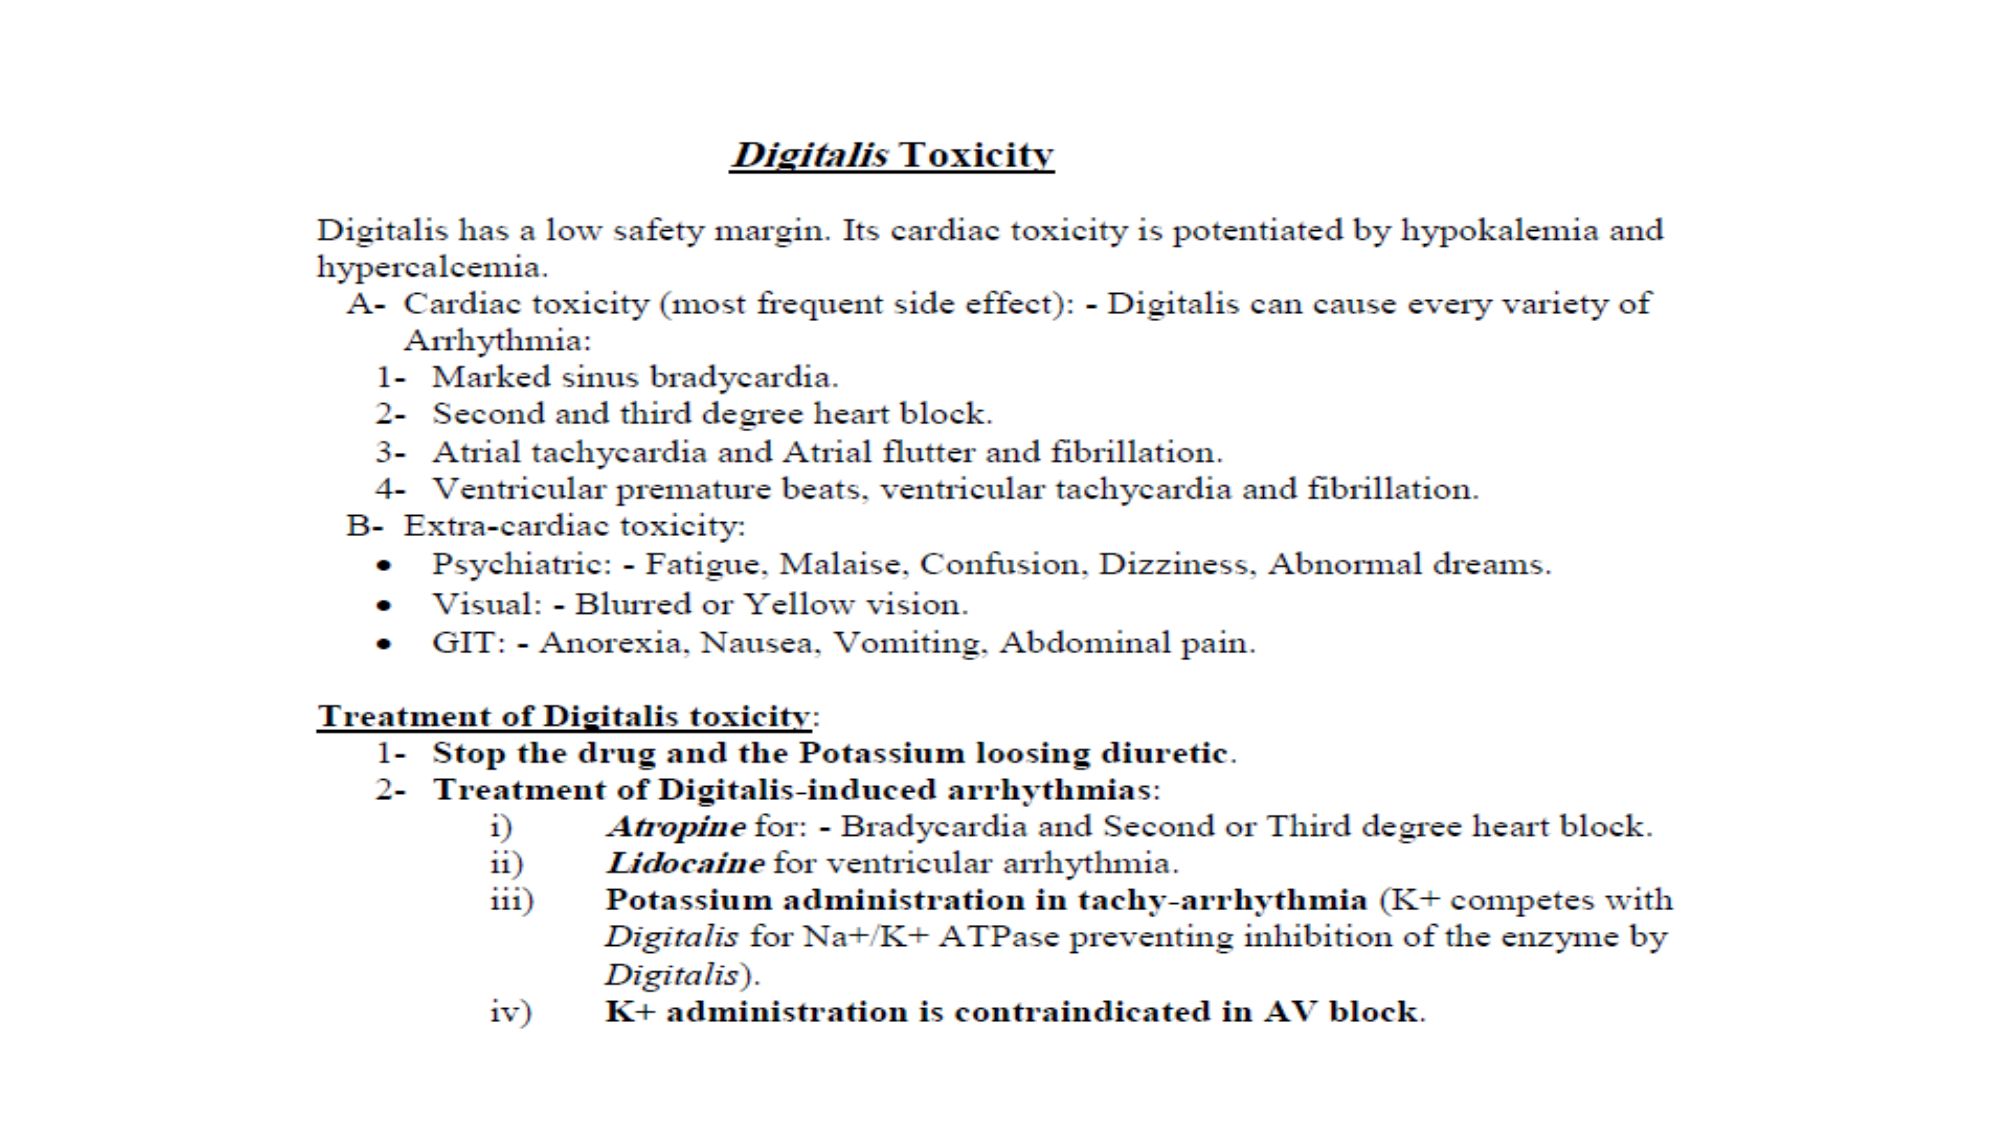 Digitalis Toxicity
Digitalis has a low safety margin. Its cardiac toxicity is potentiated by hypokalemia and
hypercalcemia.
A- Cardiac toxicity (most frequent side effect): - Digitalis can cause every variety of
Arrhythmia:
1- Marked sinus bradycardia.
2- Second and third degree heart block.
3- Atrial tachycardia and Atrial flutter and fibrillation.
4- Ventricular premature beats, ventricular tachycardia and fibrillation.
B- Extra-cardiac toxicity:
• Psychiatric: - Fatigue, Malaise, Confusion, Dizziness, Abnormal dreams.
• Visual: - Blurred or Yellow vision.
• GIT: - Anorexia, Nausea, Vomiting, Abdominal pain.
Treatment of Digitalis toxicity:
1- Stop the drug and the Potassium loosing diuretic.
2- Treatment of Digitalis-induced arrhythmias:
i) Atropine for: - Bradycardia and Second or Third degree heart block.
ii) Lidocaine for ventricular arrhythmia.
iii) Potassium administration in tachy-arrhythmia (K+ competes with
Digitalis for Na+/K+ ATPase preventing inhibition of the enzyme by
Digitalis).
iv) K+ administration is contraindicated in AV block.